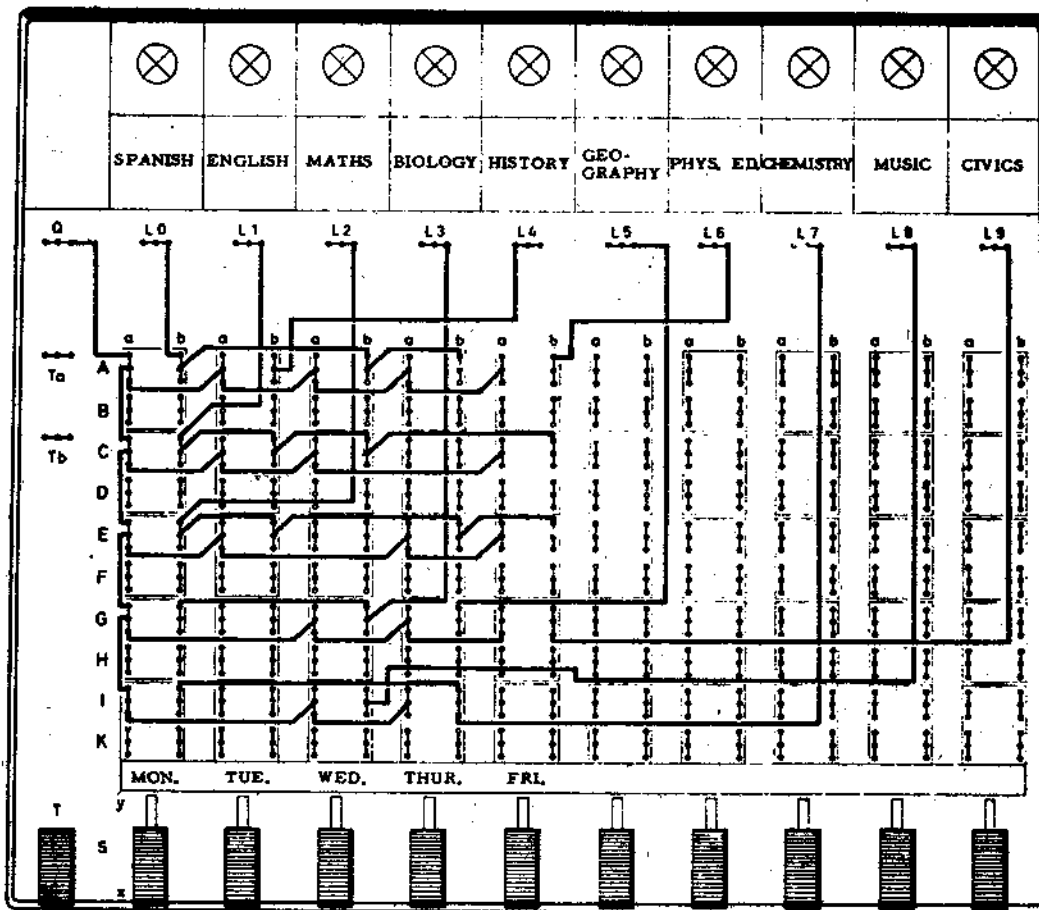 SPANISH ENGLISH MATHS BIOLOGY HISTORY GEO-GRAPHY PHYS. ED. CHEMISTRY MUSIC CIVICS
Q L0 L1 L2 L3 L4 L5 L6 L7 L8 L9
a b a b a b a b a b a b a b a b a b a b
Ta A
B
Tb C
D
E
F
G
H
I
K
MON. TUE. WED. THUR. FRI.
T y
S
x